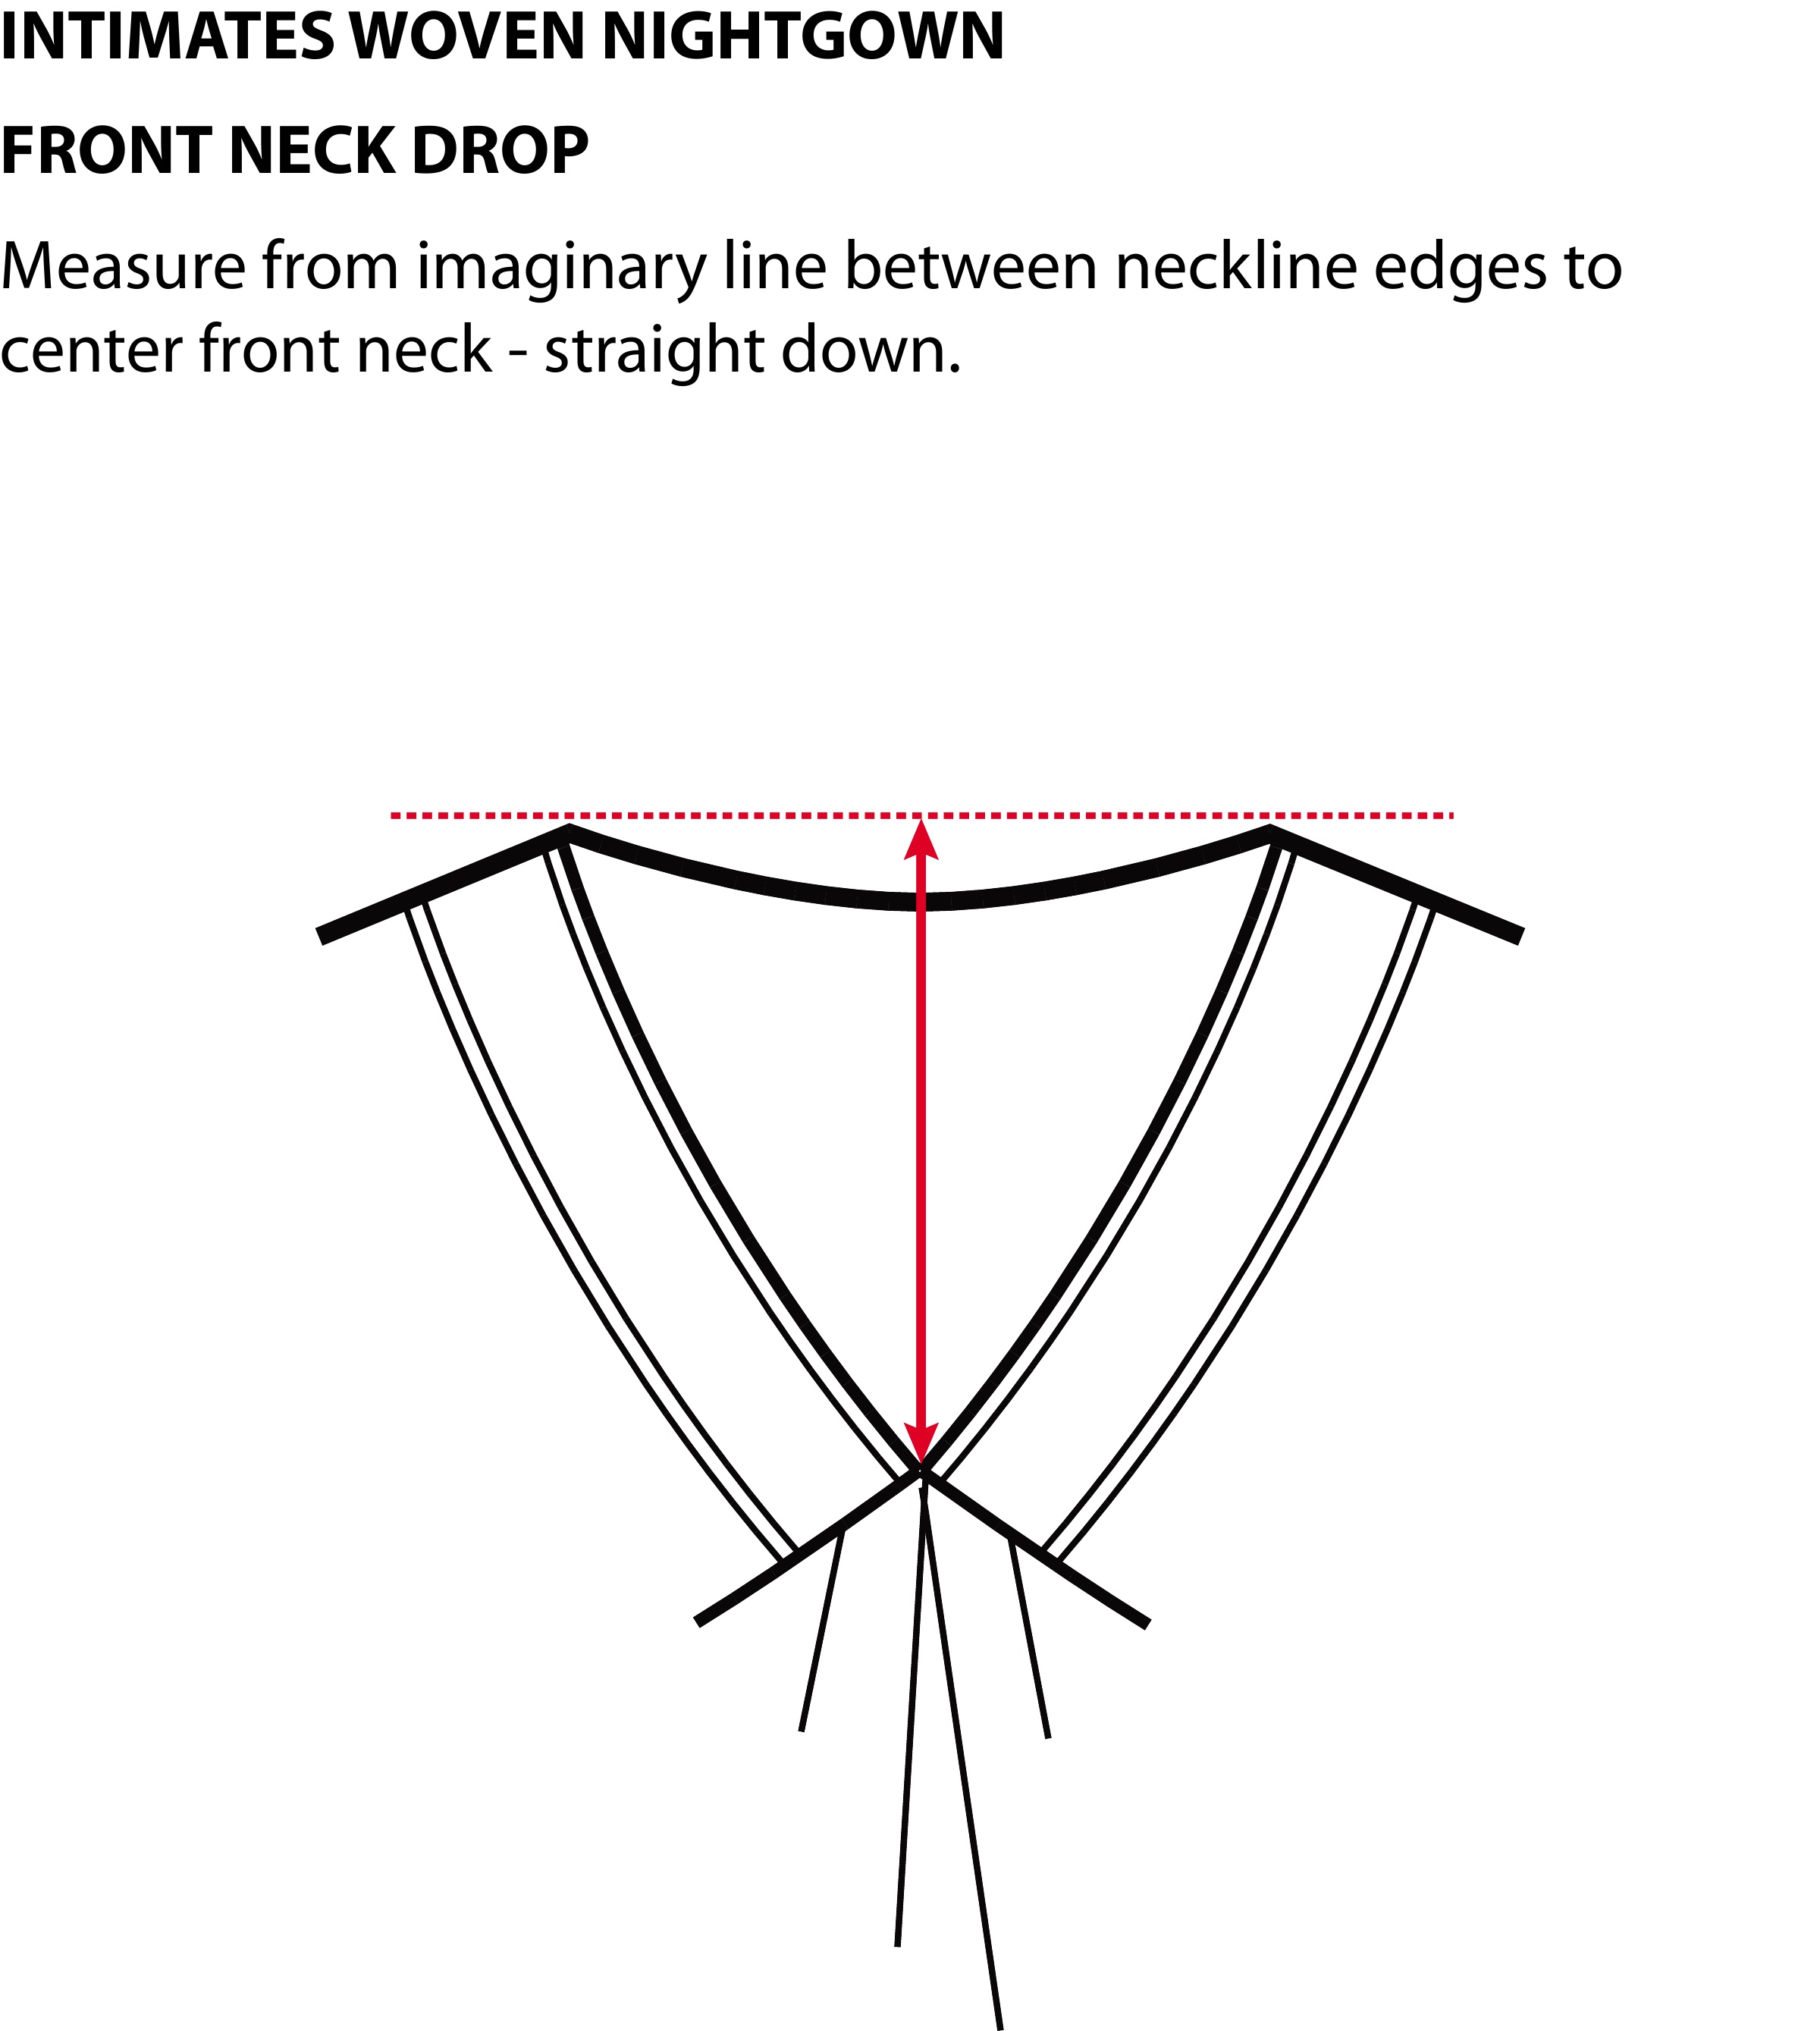 INTIMATES WOVEN NIGHTGOWN
FRONT NECK DROP
Measure from imaginary line between neckline edges to
center front neck - straight down.